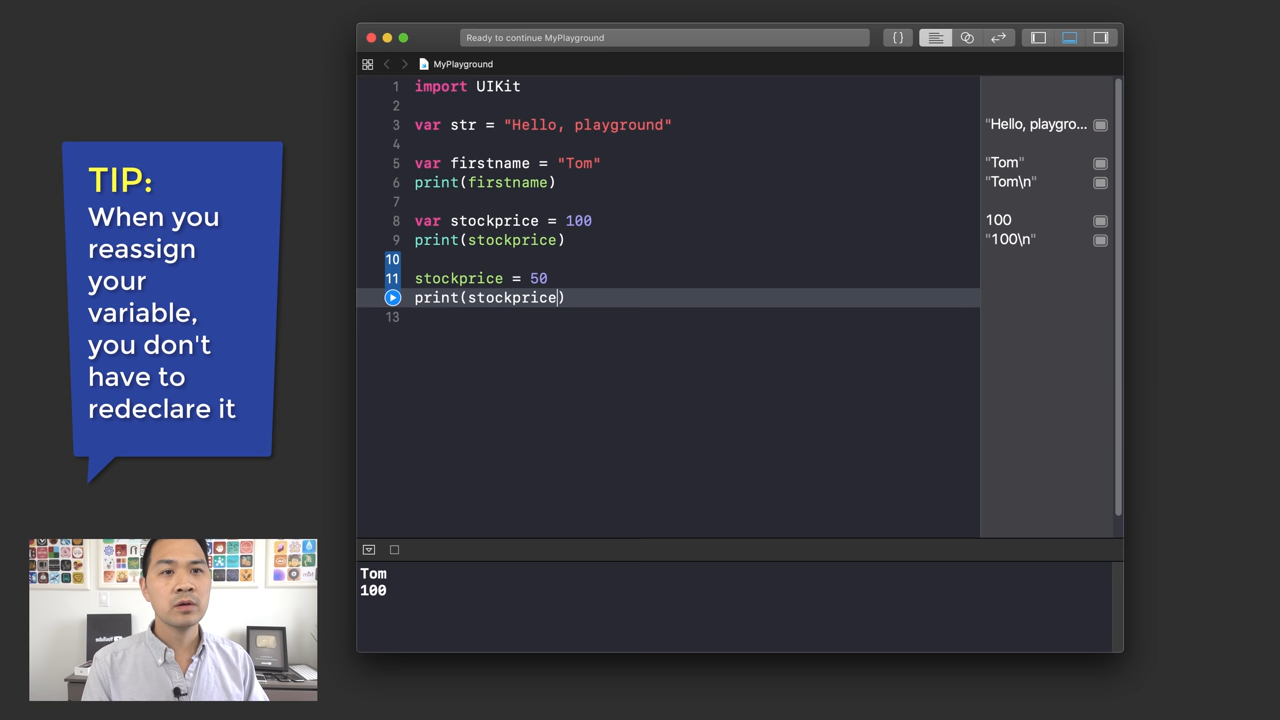 TIP:
When you
reassign
your
variable,
you don't
have to
redeclare it
Ready to continue MyPlayground
{ }
MyPlayground
1 import UIKit
2
3 var str = "Hello, playground"
"Hello, playgro...
4
5 var firstname = "Tom"
"Tom"
6 print(firstname)
"Tom\n"
7
8 var stockprice = 100
100
9 print(stockprice)
"100\n"
10
11 stockprice = 50
print(stockprice)
13
Tom
100